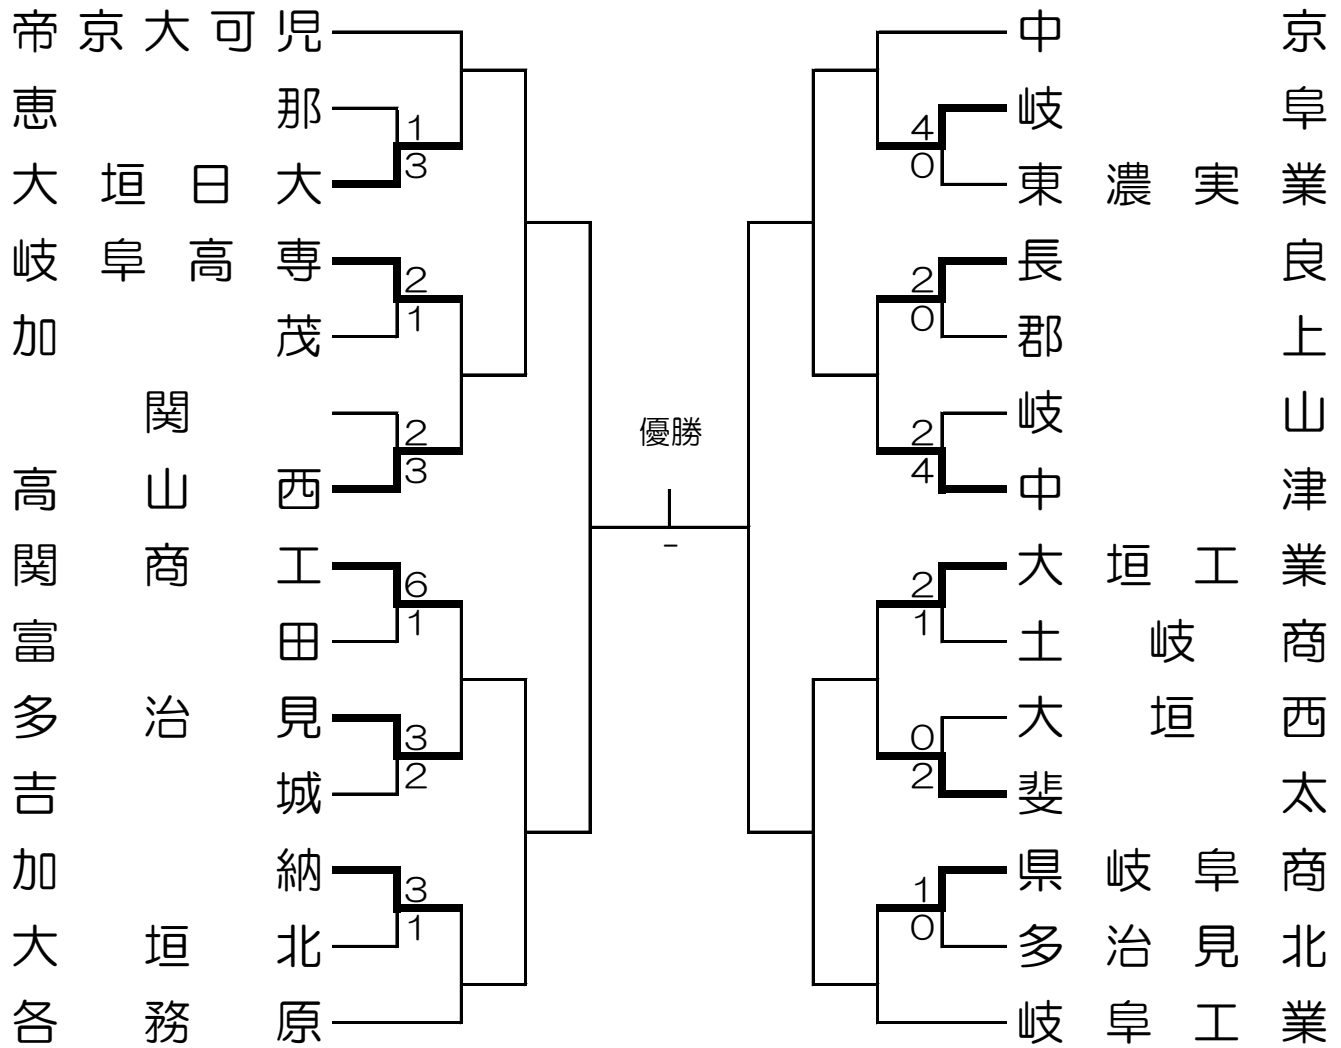 帝京大可児
恵那
1
3
大垣日大
岐阜高専
2
1
加茂
関
2
3
高山西
関商工
6
1
富田
多治見
3
2
吉城
加納
3
1
大垣北
各務原
優勝
-
中京
岐阜
4
0
東濃実業
長良
2
0
郡上
岐山
2
4
中津
大垣工業
2
1
土岐商
大垣西
0
2
斐太
県岐阜商
1
0
多治見北
岐阜工業